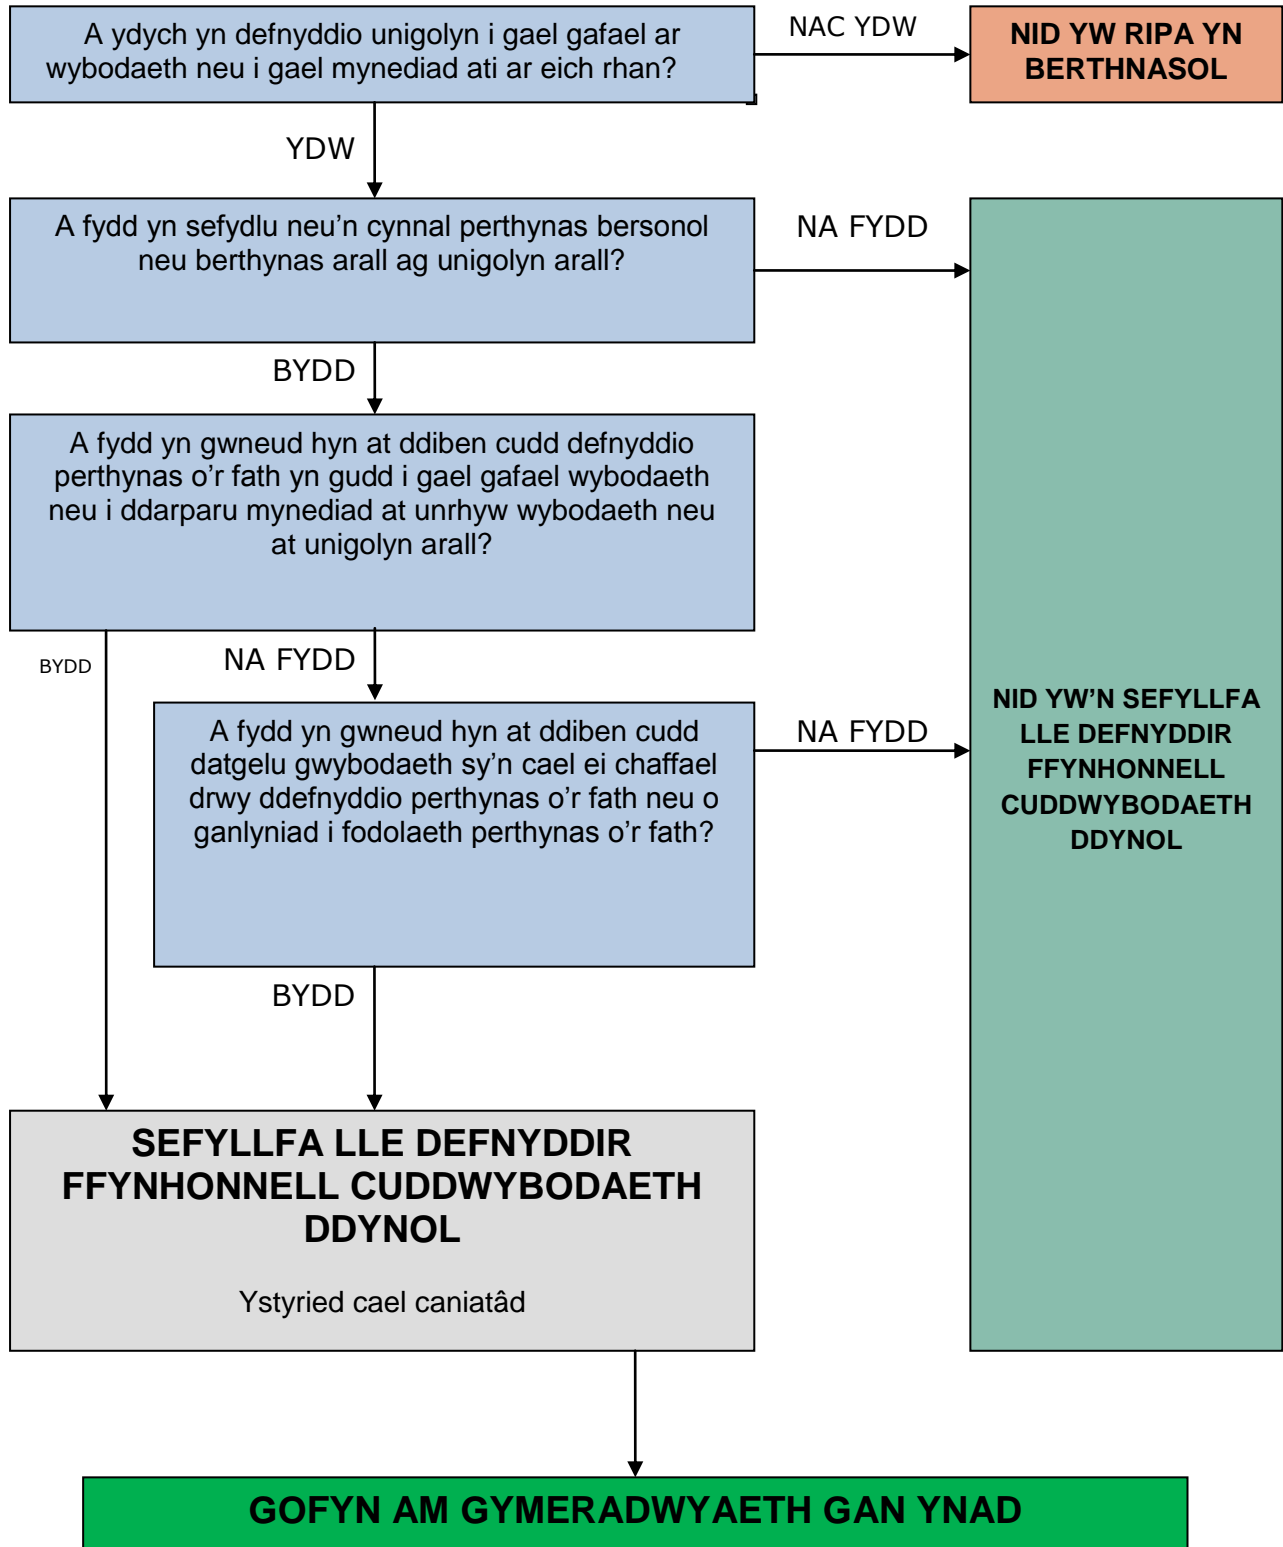 A ydych yn defnyddio unigolyn i gael gafael ar
wybodaeth neu i gael mynediad ati ar eich rhan?
NAC YDW
NID YW RIPA YN
BERTHNASOL
YDW
A fydd yn sefydlu neu’n cynnal perthynas bersonol
neu berthynas arall ag unigolyn arall?
NA FYDD
BYDD
A fydd yn gwneud hyn at ddiben cudd defnyddio
perthynas o’r fath yn gudd i gael gafael wybodaeth
neu i ddarparu mynediad at unrhyw wybodaeth neu
at unigolyn arall?
BYDD
NA FYDD
A fydd yn gwneud hyn at ddiben cudd
datgelu gwybodaeth sy’n cael ei chaffael
drwy ddefnyddio perthynas o’r fath neu o
ganlyniad i fodolaeth perthynas o’r fath?
NA FYDD
NID YW’N SEFYLLFA
LLE DEFNYDDIR
FFYNHONNELL
CUDDWYBODAETH
DDYNOL
BYDD
SEFYLLFA LLE DEFNYDDIR
FFYNHONNELL CUDDWYBODAETH
DDYNOL
Ystyried cael caniatâd
GOFYN AM GYMERADWYAETH GAN YNAD